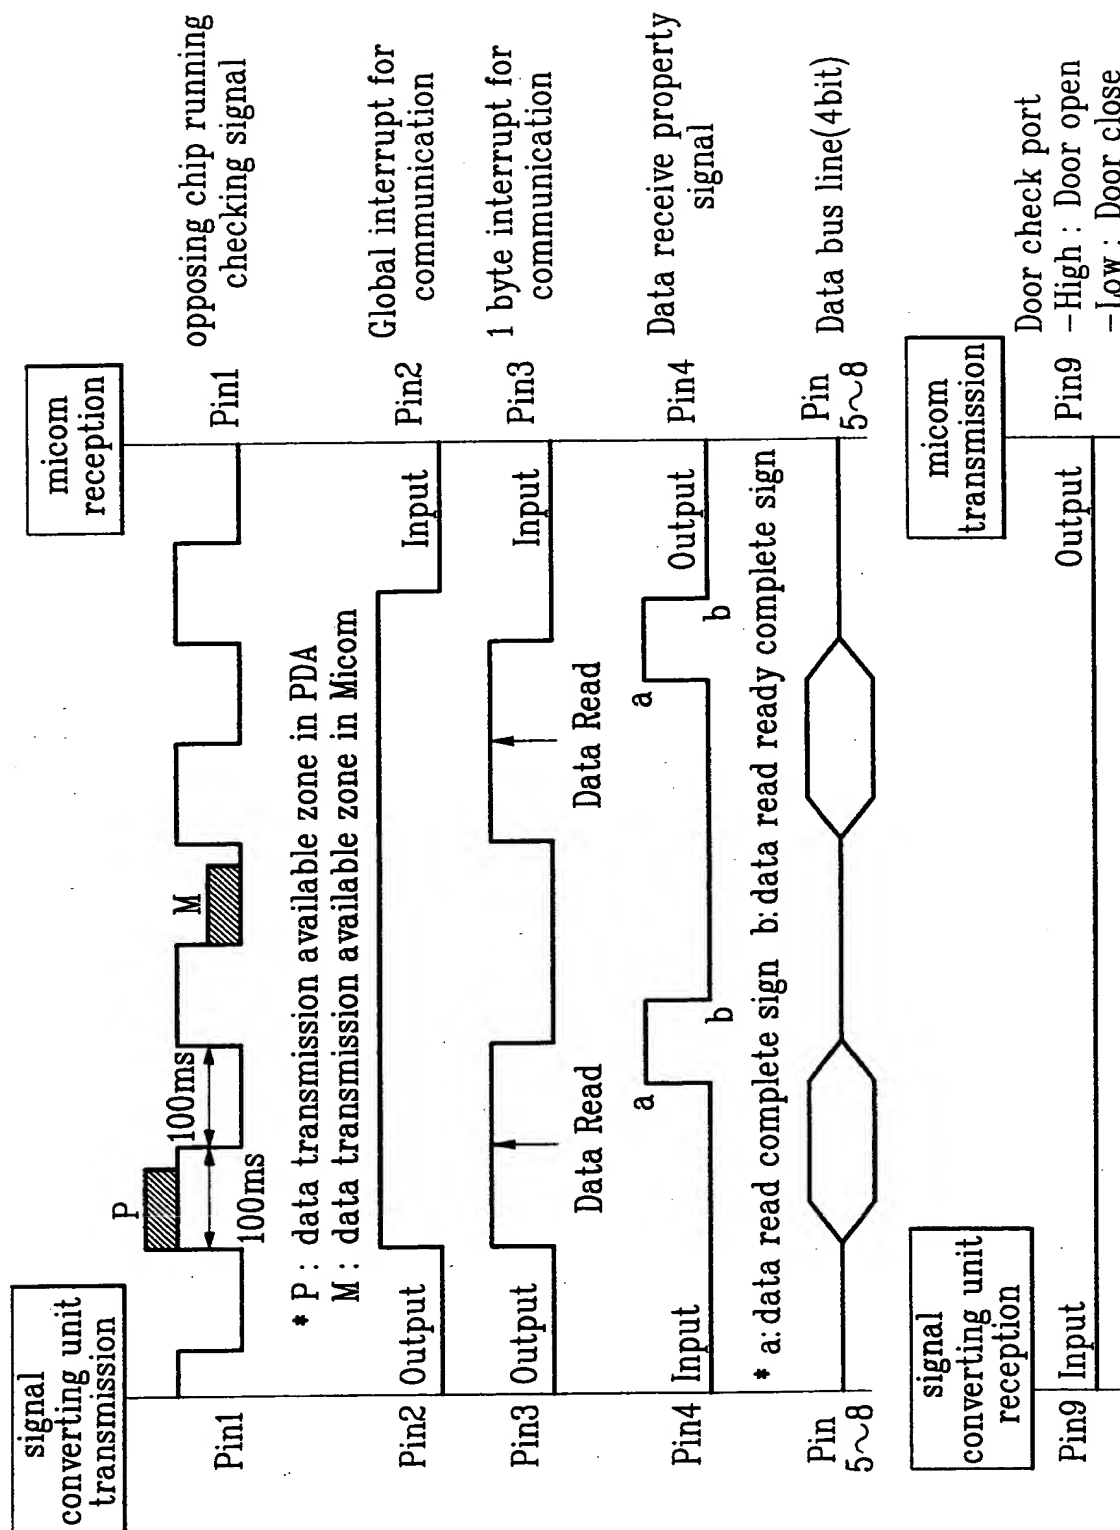 signal
converting unit
transmission
micom
reception
Pin1
P
100ms
100ms
M
Pin1
opposing chip running
checking signal
* P : data transmission available zone in PDA
M : data transmission available zone in Micom
Pin2
Output
Input
Pin2
Global interrupt for
communication
Pin3
Output
Data Read
Data Read
Input
Pin3
1 byte interrupt for
communication
Pin4
Input
a
b
a
b
Output
Pin4
Data receive property
signal
* a:data read complete sign b:data read ready complete sign
Pin
5~8
Pin
5~8
Data bus line(4bit)
signal
converting unit
reception
micom
transmission
Pin9
Input
Output
Pin9
Door check port
-High : Door open
-Low : Door close